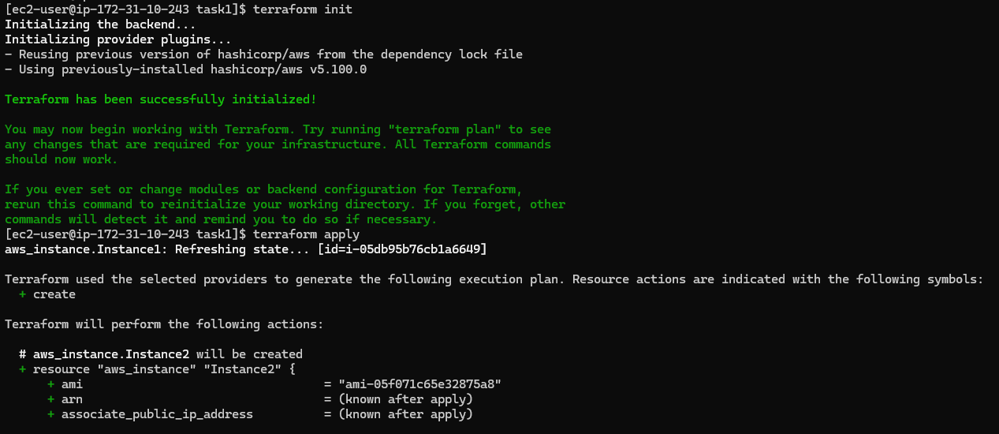 [ec2-user@ip-172-31-10-243 task1]$ terraform init
Initializing the backend...
Initializing provider plugins...
- Reusing previous version of hashicorp/aws from the dependency lock file
- Using previously-installed hashicorp/aws v5.100.0
Terraform has been successfully initialized!
You may now begin working with Terraform. Try running "terraform plan" to see
any changes that are required for your infrastructure. All Terraform commands
should now work.
If you ever set or change modules or backend configuration for Terraform,
rerun this command to reinitialize your working directory. If you forget, other
commands will detect it and remind you to do so if necessary.
[ec2-user@ip-172-31-10-243 task1]$ terraform apply
aws_instance.Instance1: Refreshing state... [id=i-05db95b76cb1a6649]
Terraform used the selected providers to generate the following execution plan. Resource actions are indicated with the following symbols:
  + create
Terraform will perform the following actions:
  # aws_instance.Instance2 will be created
  + resource "aws_instance" "Instance2" {
      + ami                                  = "ami-05f071c65e32875a8"
      + arn                                  = (known after apply)
      + associate_public_ip_address          = (known after apply)